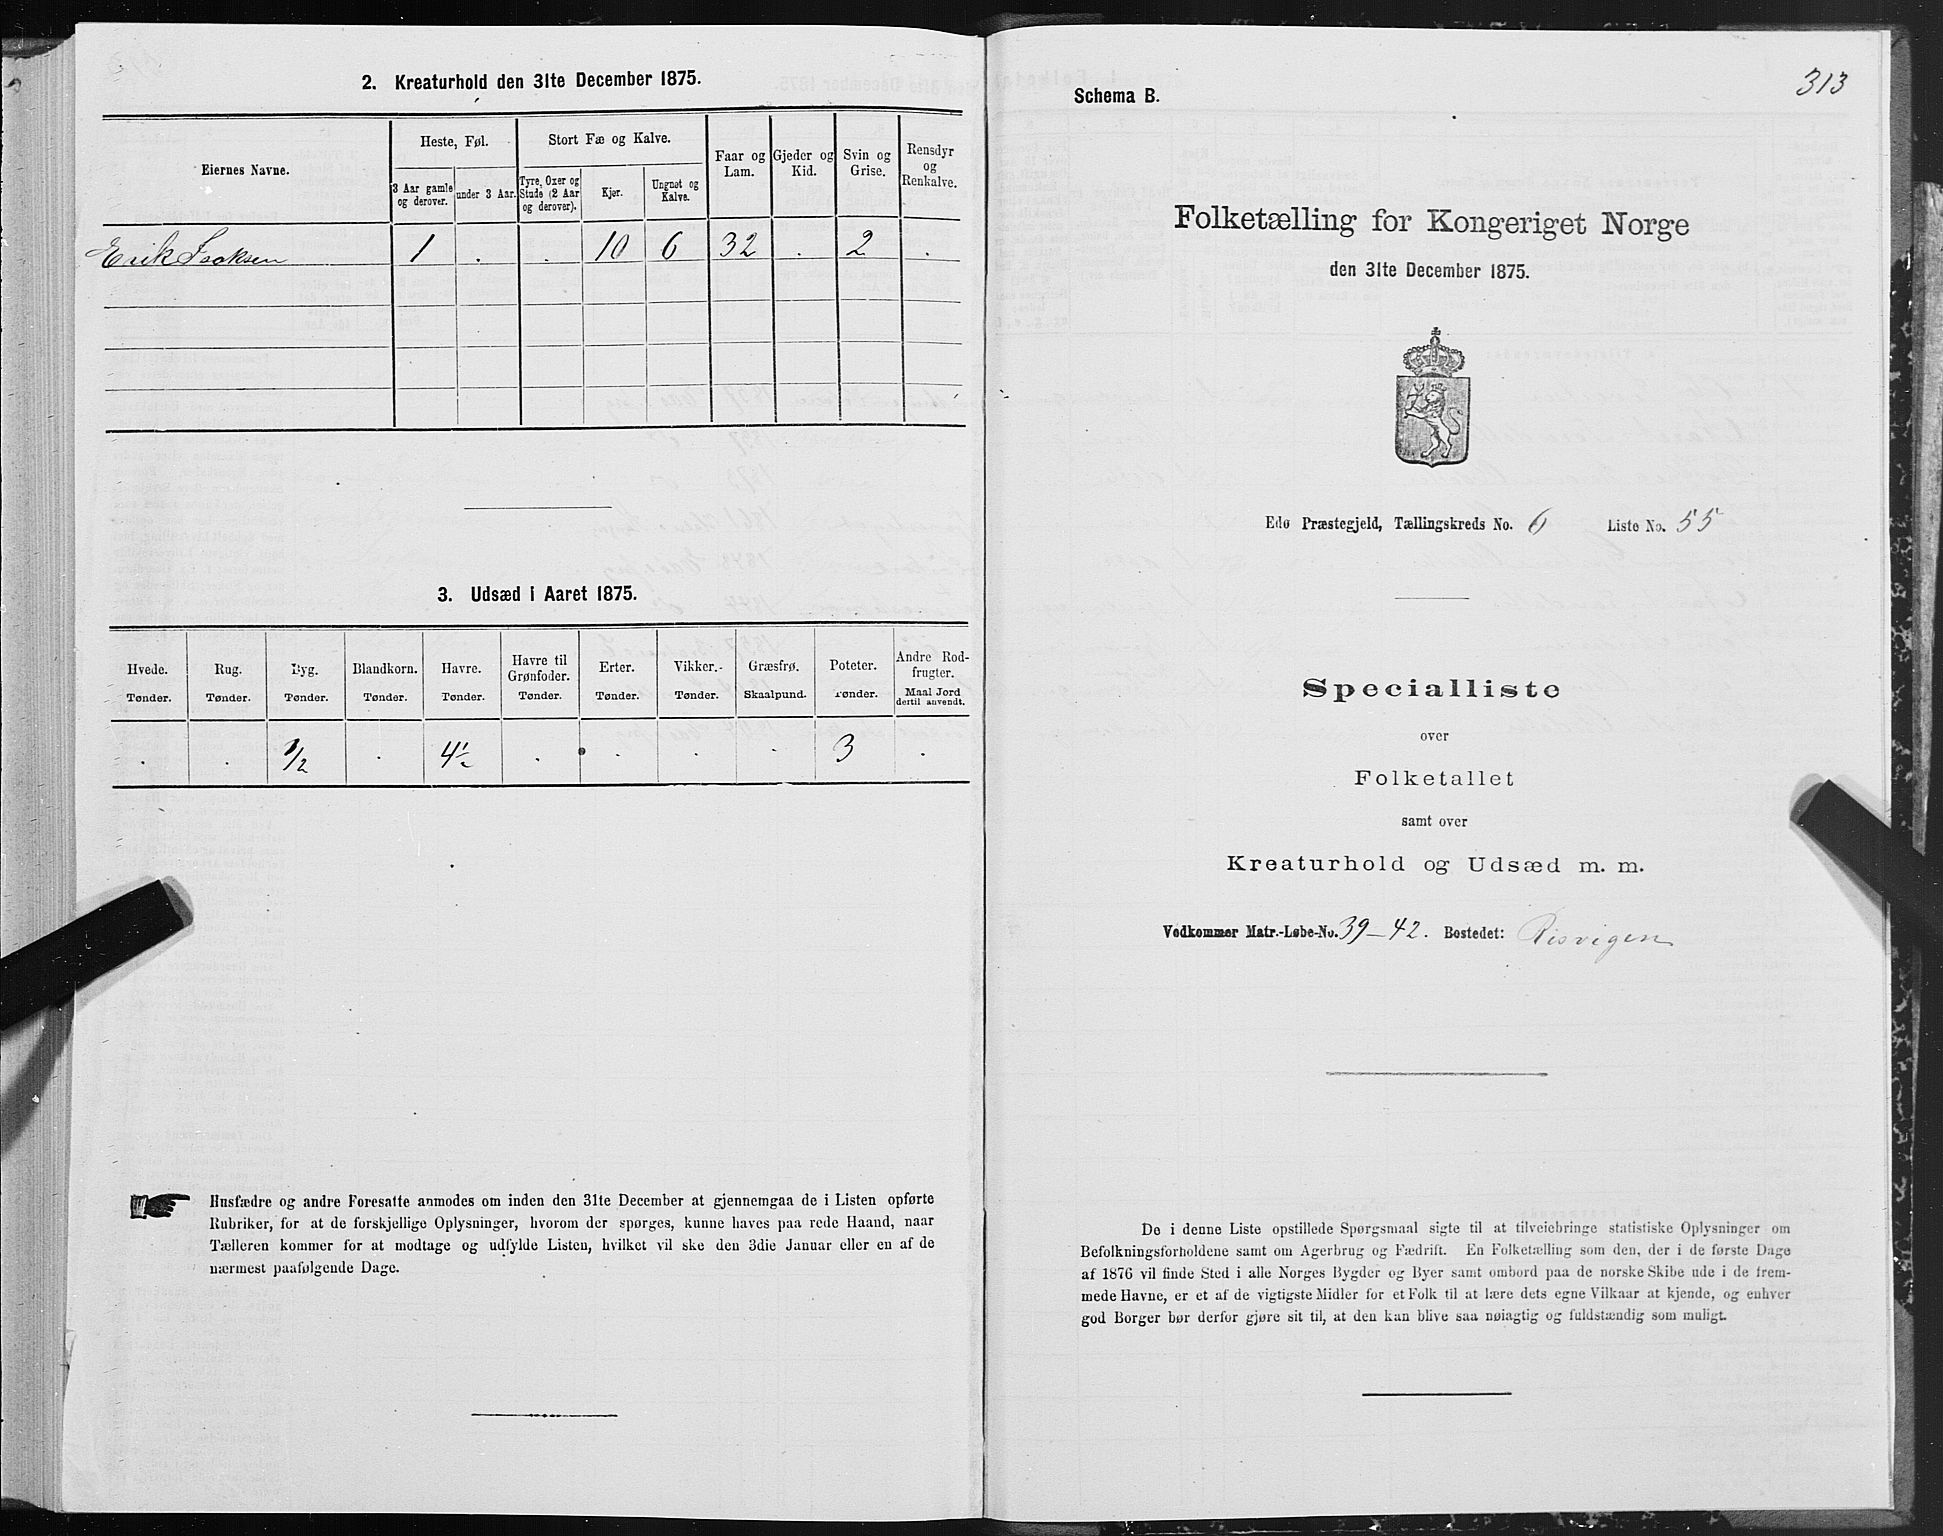 2. Kreaturhold den 31te December 1875.
Eiernes Navne.
Heste, Føl.
Stort Fæ og Kalve.
Faar og Lam.
Gjeder og Kid.
Svin og Grise.
Rensdyr og Renkalve.
3 Aar gamle og derover.
under 3 Aar.
Tyre, Oxer og Stude (2 Aar og derover).
Kjør.
Ungnøt og Kalve.
Erik Isaksen 1 . . 10 6 32 . 2 .
3. Udsæd i Aaret 1875.
Hvede. Rug. Byg. Blandkorn. Havre. Havre til Grønfoder. Erter. Vikker. Græsfrø. Poteter. Andre Rodfrugter.
Tønder. Tønder. Tønder. Tønder. Tønder. Tønder. Tønder. Tønder. Skaalpund. Tønder. Maal Jord dertil anvendt.
. . 1/2 . 4 1/2 . . . . 3 .
Husfædre og andre Foresatte anmodes om inden den 31te December at gjennemgaa de i Listen opførte
Rubriker, for at de forskjellige Oplysninger, hvorom der spørges, kunne haves paa rede Haand, naar
Tælleren kommer for at modtage og udfylde Listen, hvilket vil ske den 3die Januar eller en af de
nærmest paafølgende Dage.
313
Schema B.
Folketælling for Kongeriget Norge
den 31te December 1875.
Edø Præstegjeld, Tællingskreds No. 6 Liste No. 55
Specialliste
over
Folketallet
samt over
Kreaturhold og Udsæd m. m.
Vedkommer Matr.-Løbe-No. 39-42. Bostedet: Risvigen
De i denne Liste opstillede Spørgsmaal sigte til at tilveiebringe statistiske Oplysninger om
Befolkningsforholdene samt om Agerbrug og Fædrift. En Folketælling som den, der i de første Dage
af 1876 vil finde Sted i alle Norges Bygder og Byer samt ombord paa de norske Skibe ude i de frem-
mede Havne, er et af de vigtigste Midler for et Folk til at lære dets egne Vilkaar at kjende, og enhver
god Borger bør derfor gjøre sit til, at den kan blive saa nøiagtig og fuldstændig som muligt.